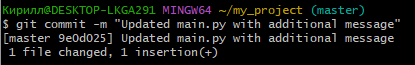 Кирилл@DESKTOP-LKGA291 MINGW64 ~/my_project (master)
$ git commit -m "Updated main.py with additional message"
[master 9e0d025] Updated main.py with additional message
 1 file changed, 1 insertion(+)